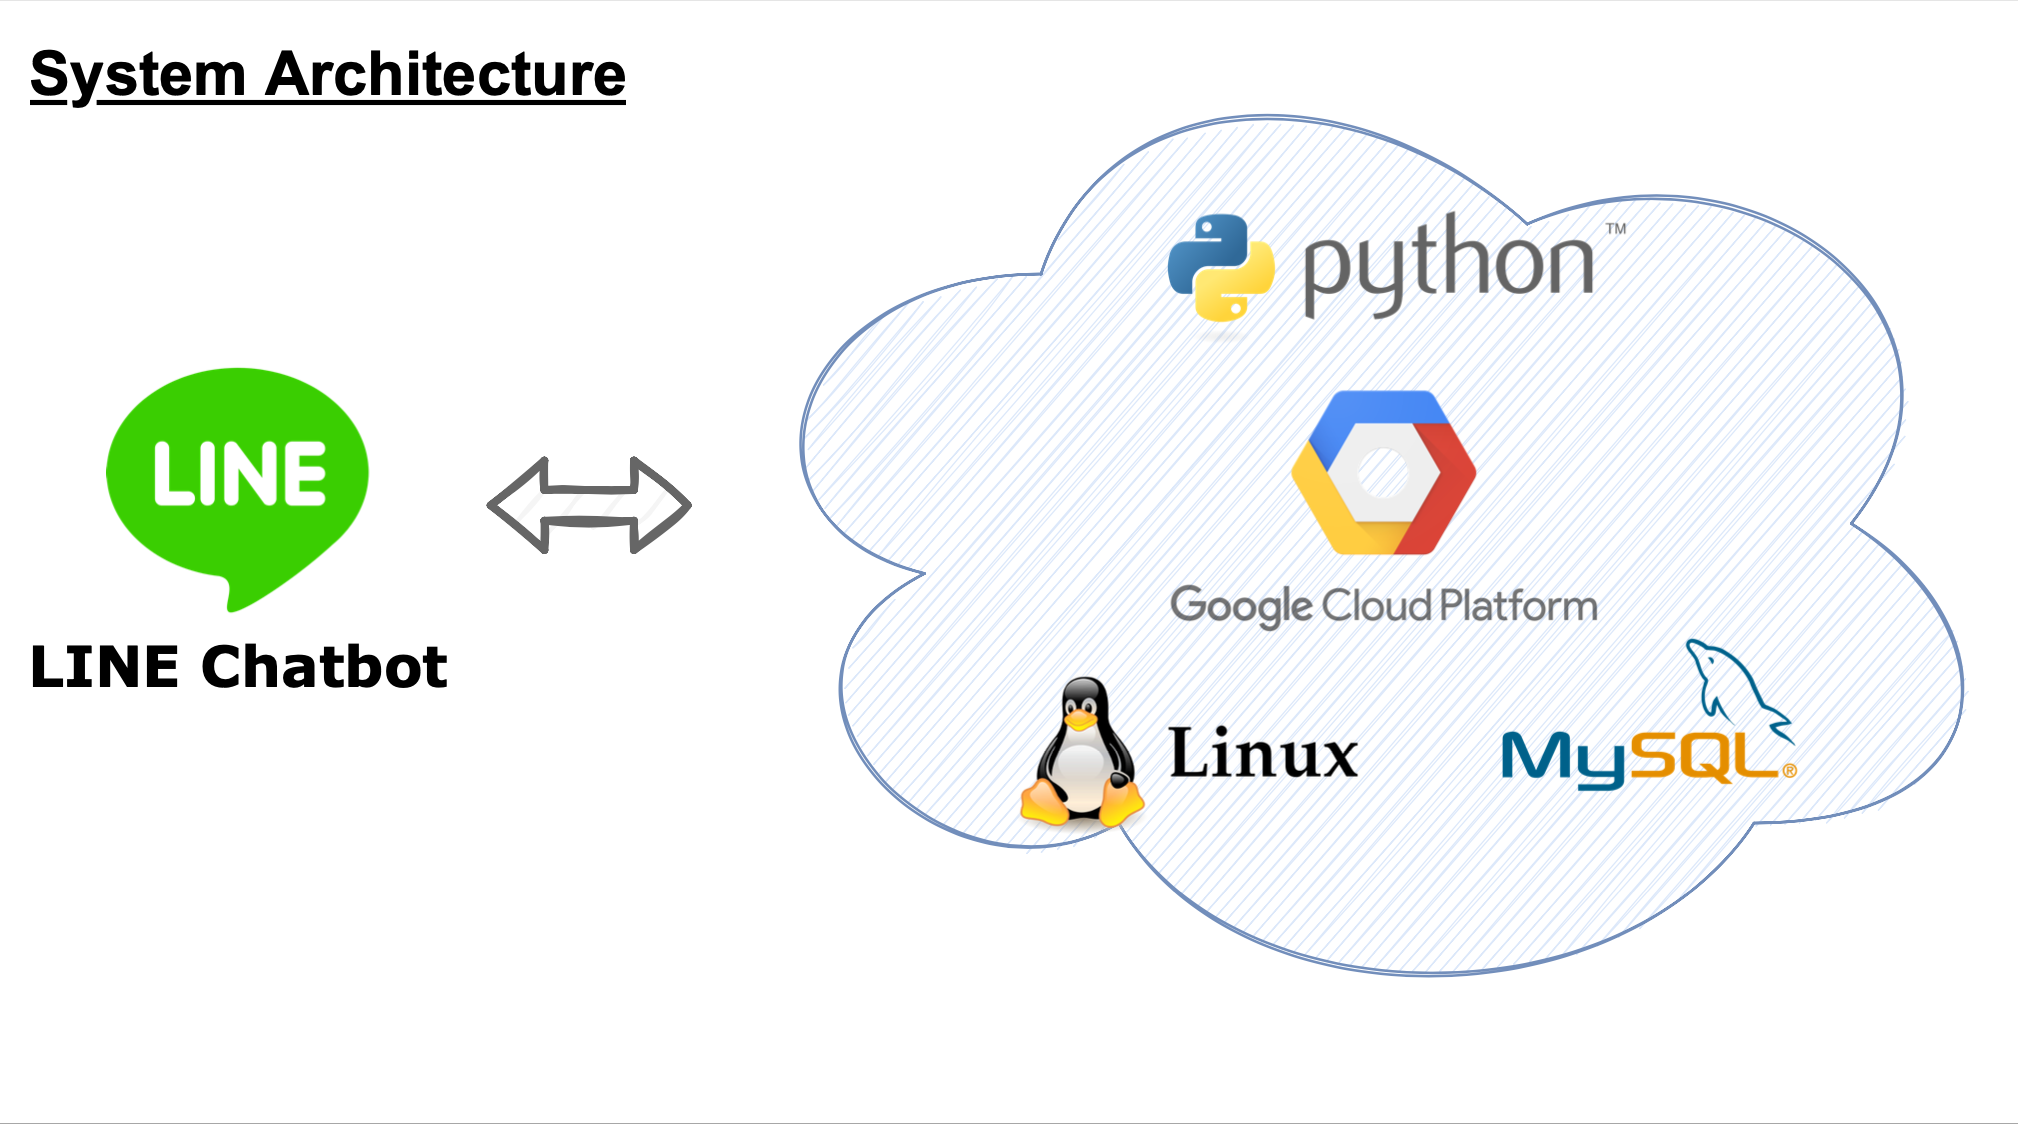 System Architecture
python™
LINE
Google Cloud Platform
LINE Chatbot
Linux
MySQL®